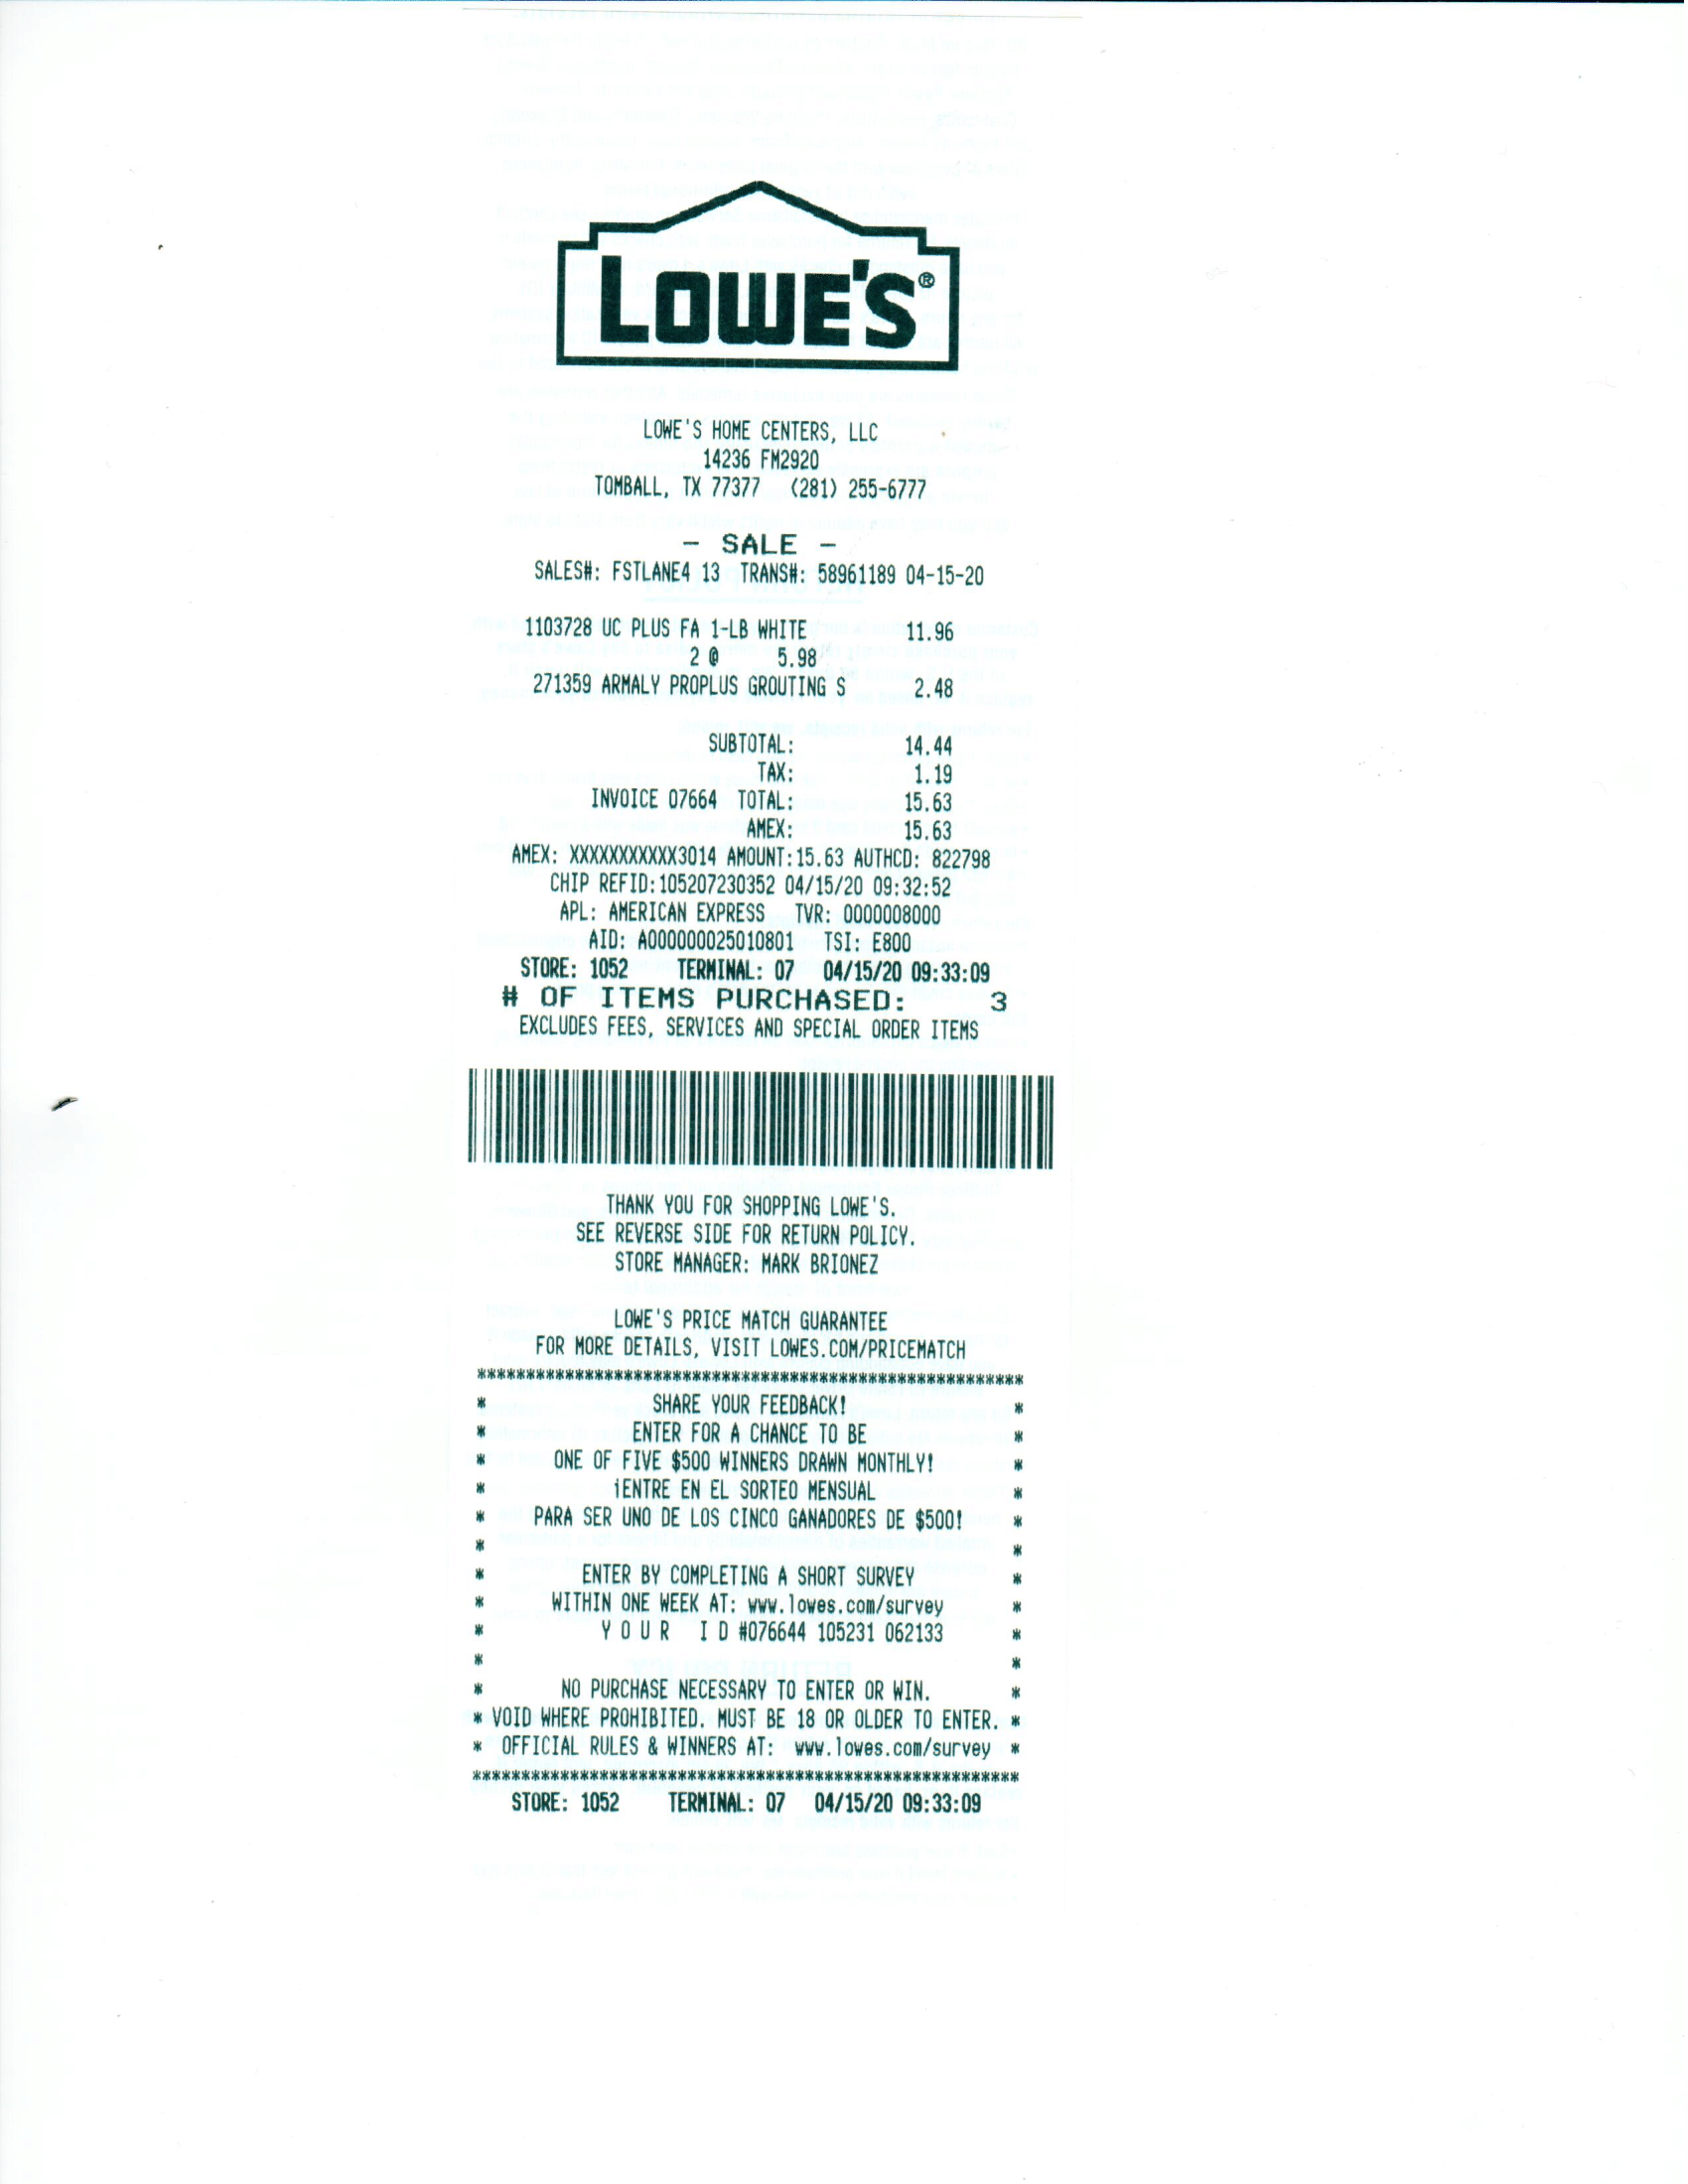 LOWE'S®
LOWE'S HOME CENTERS, LLC
14236 FM2920
TOMBALL, TX 77377 (281) 255-6777
- SALE -
SALES#: FSTLANE4 13 TRANS#: 58961189 04-15-20
1103728 UC PLUS FA 1-LB WHITE 11.96
2 @ 5.98
271359 ARMALY PROPLUS GROUTING S 2.48
SUBTOTAL: 14.44
TAX: 1.19
INVOICE 07664 TOTAL: 15.63
AMEX: 15.63
AMEX: XXXXXXXXXXX3014 AMOUNT:15.63 AUTHCD: 822798
CHIP REFID:105207230352 04/15/20 09:32:52
APL: AMERICAN EXPRESS TVR: 0000008000
AID: A000000025010801 TSI: E800
STORE: 1052 TERMINAL: 07 04/15/20 09:33:09
# OF ITEMS PURCHASED: 3
EXCLUDES FEES, SERVICES AND SPECIAL ORDER ITEMS
THANK YOU FOR SHOPPING LOWE'S.
SEE REVERSE SIDE FOR RETURN POLICY.
STORE MANAGER: MARK BRIONEZ
LOWE'S PRICE MATCH GUARANTEE
FOR MORE DETAILS, VISIT LOWES.COM/PRICEMATCH
********************************************************
* SHARE YOUR FEEDBACK! *
* ENTER FOR A CHANCE TO BE *
* ONE OF FIVE $500 WINNERS DRAWN MONTHLY! *
* ¡ENTRE EN EL SORTEO MENSUAL *
* PARA SER UNO DE LOS CINCO GANADORES DE $500! *
* *
* ENTER BY COMPLETING A SHORT SURVEY *
* WITHIN ONE WEEK AT: www.lowes.com/survey *
* Y O U R I D #076644 105231 062133 *
* *
* NO PURCHASE NECESSARY TO ENTER OR WIN. *
* VOID WHERE PROHIBITED. MUST BE 18 OR OLDER TO ENTER. *
* OFFICIAL RULES & WINNERS AT: www.lowes.com/survey *
********************************************************
STORE: 1052 TERMINAL: 07 04/15/20 09:33:09